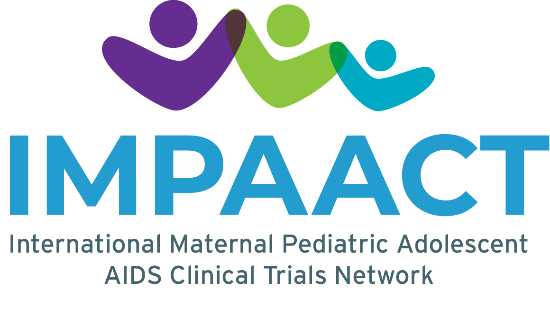 IMPAACT
International Maternal Pediatric Adolescent
AIDS Clinical Trials Network